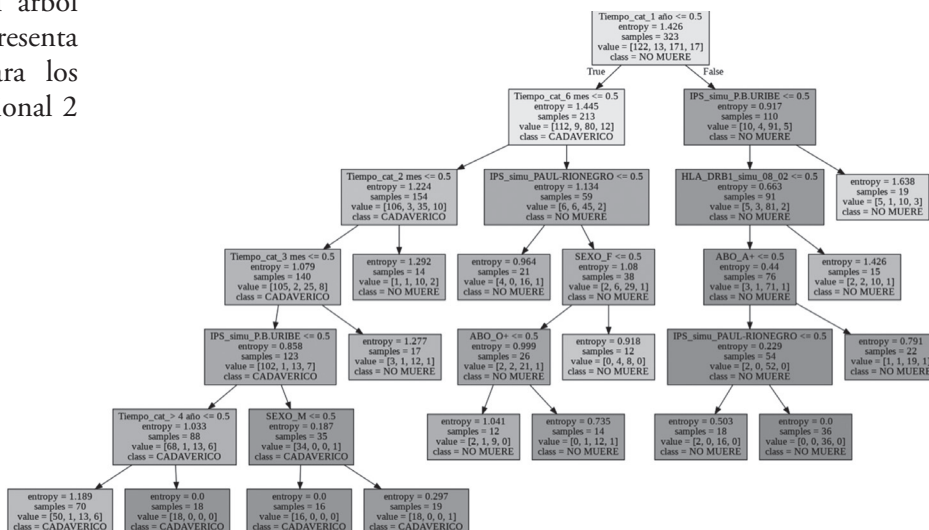 árbol
resenta
ra los
onal 2
Tiempo_cat_1 año <= 0.5
entropy = 1.426
samples = 323
value = [122, 13, 171, 17]
class = NO MUERE
True
False
Tiempo_cat_6 mes <= 0.5
entropy = 1.445
samples = 213
value = [112, 9, 80, 12]
class = CADAVERICO
IPS_simu_P.B.URIBE <= 0.5
entropy = 0.917
samples = 110
value = [10, 4, 91, 5]
class = NO MUERE
Tiempo_cat_2 mes <= 0.5
entropy = 1.224
samples = 154
value = [106, 3, 35, 10]
class = CADAVERICO
IPS_simu_PAUL-RIONEGRO <= 0.5
entropy = 1.134
samples = 59
value = [6, 6, 45, 2]
class = NO MUERE
HLA_DRB1_simu_08_02 <= 0.5
entropy = 0.663
samples = 91
value = [5, 3, 81, 2]
class = NO MUERE
entropy = 1.638
samples = 19
value = [5, 1, 10, 3]
class = NO MUERE
Tiempo_cat_3 mes <= 0.5
entropy = 1.079
samples = 140
value = [105, 2, 25, 8]
class = CADAVERICO
entropy = 1.292
samples = 14
value = [1, 1, 10, 2]
class = NO MUERE
entropy = 0.964
samples = 21
value = [4, 0, 16, 1]
class = NO MUERE
SEXO_F <= 0.5
entropy = 1.08
samples = 38
value = [2, 6, 29, 1]
class = NO MUERE
ABO_A+ <= 0.5
entropy = 0.44
samples = 76
value = [3, 1, 71, 1]
class = NO MUERE
entropy = 1.426
samples = 15
value = [2, 2, 10, 1]
class = NO MUERE
IPS_simu_P.B.URIBE <= 0.5
entropy = 0.858
samples = 123
value = [102, 1, 13, 7]
class = CADAVERICO
entropy = 1.277
samples = 17
value = [3, 1, 12, 1]
class = NO MUERE
ABO_O+ <= 0.5
entropy = 0.999
samples = 26
value = [2, 2, 21, 1]
class = NO MUERE
entropy = 0.918
samples = 12
value = [0, 4, 8, 0]
class = NO MUERE
IPS_simu_PAUL-RIONEGRO <= 0.5
entropy = 0.229
samples = 54
value = [2, 0, 52, 0]
class = NO MUERE
entropy = 0.791
samples = 22
value = [1, 1, 19, 1]
class = NO MUERE
Tiempo_cat_> 4 año <= 0.5
entropy = 1.033
samples = 88
value = [68, 1, 13, 6]
class = CADAVERICO
SEXO_M <= 0.5
entropy = 0.187
samples = 35
value = [34, 0, 0, 1]
class = CADAVERICO
entropy = 1.041
samples = 12
value = [2, 1, 9, 0]
class = NO MUERE
entropy = 0.735
samples = 14
value = [0, 1, 12, 1]
class = NO MUERE
entropy = 0.503
samples = 18
value = [2, 0, 16, 0]
class = NO MUERE
entropy = 0.0
samples = 36
value = [0, 0, 36, 0]
class = NO MUERE
entropy = 1.189
samples = 70
value = [50, 1, 13, 6]
class = CADAVERICO
entropy = 0.0
samples = 18
value = [18, 0, 0, 0]
class = CADAVERICO
entropy = 0.0
samples = 16
value = [16, 0, 0, 0]
class = CADAVERICO
entropy = 0.297
samples = 19
value = [18, 0, 0, 1]
class = CADAVERICO